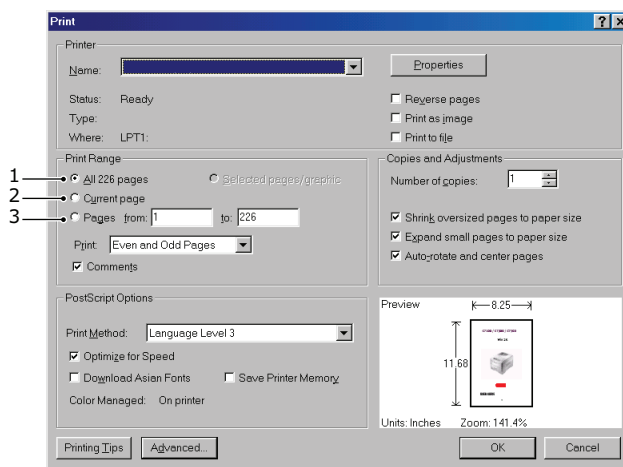 Print
Printer
Name:
Properties
Status: Ready
Type:
Where: LPT1:
Reverse pages
Print as image
Print to file
Print Range
1
All 226 pages
Selected pages/graphic
2
Current page
3
Pages from: 1 to: 226
Print: Even and Odd Pages
Comments
Copies and Adjustments
Number of copies: 1
Shrink oversized pages to paper size
Expand small pages to paper size
Auto-rotate and center pages
PostScript Options
Print Method: Language Level 3
Optimize for Speed
Download Asian Fonts
Save Printer Memory
Color Managed: On printer
Preview
8.25
11.68
Units: Inches Zoom: 141.4%
Printing Tips
Advanced...
OK
Cancel